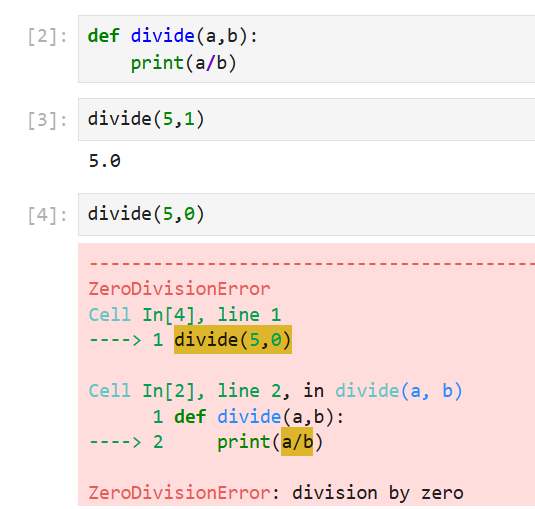 [2]: def divide(a,b):
    print(a/b)
[3]: divide(5,1)
5.0
[4]: divide(5,0)
---------------------------------------------
ZeroDivisionError
Cell In[4], line 1
----> 1 divide(5,0)
Cell In[2], line 2, in divide(a, b)
      1 def divide(a,b):
----> 2     print(a/b)
ZeroDivisionError: division by zero